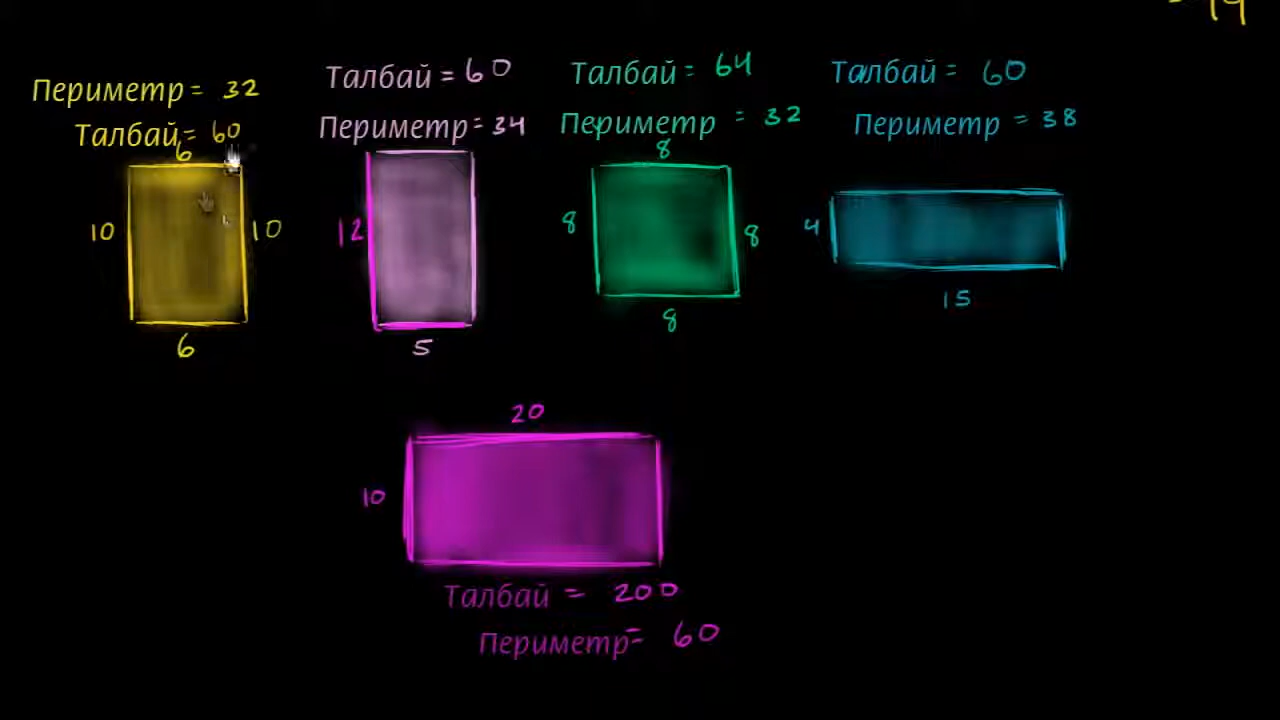 Периметр = 32
Талбай = 60
6
10
10
6
Талбай = 60
Периметр = 34
12
5
Талбай = 64
Периметр = 32
8
8
8
8
Талбай = 60
Периметр = 38
4
15
20
10
Талбай = 200
Периметр = 60